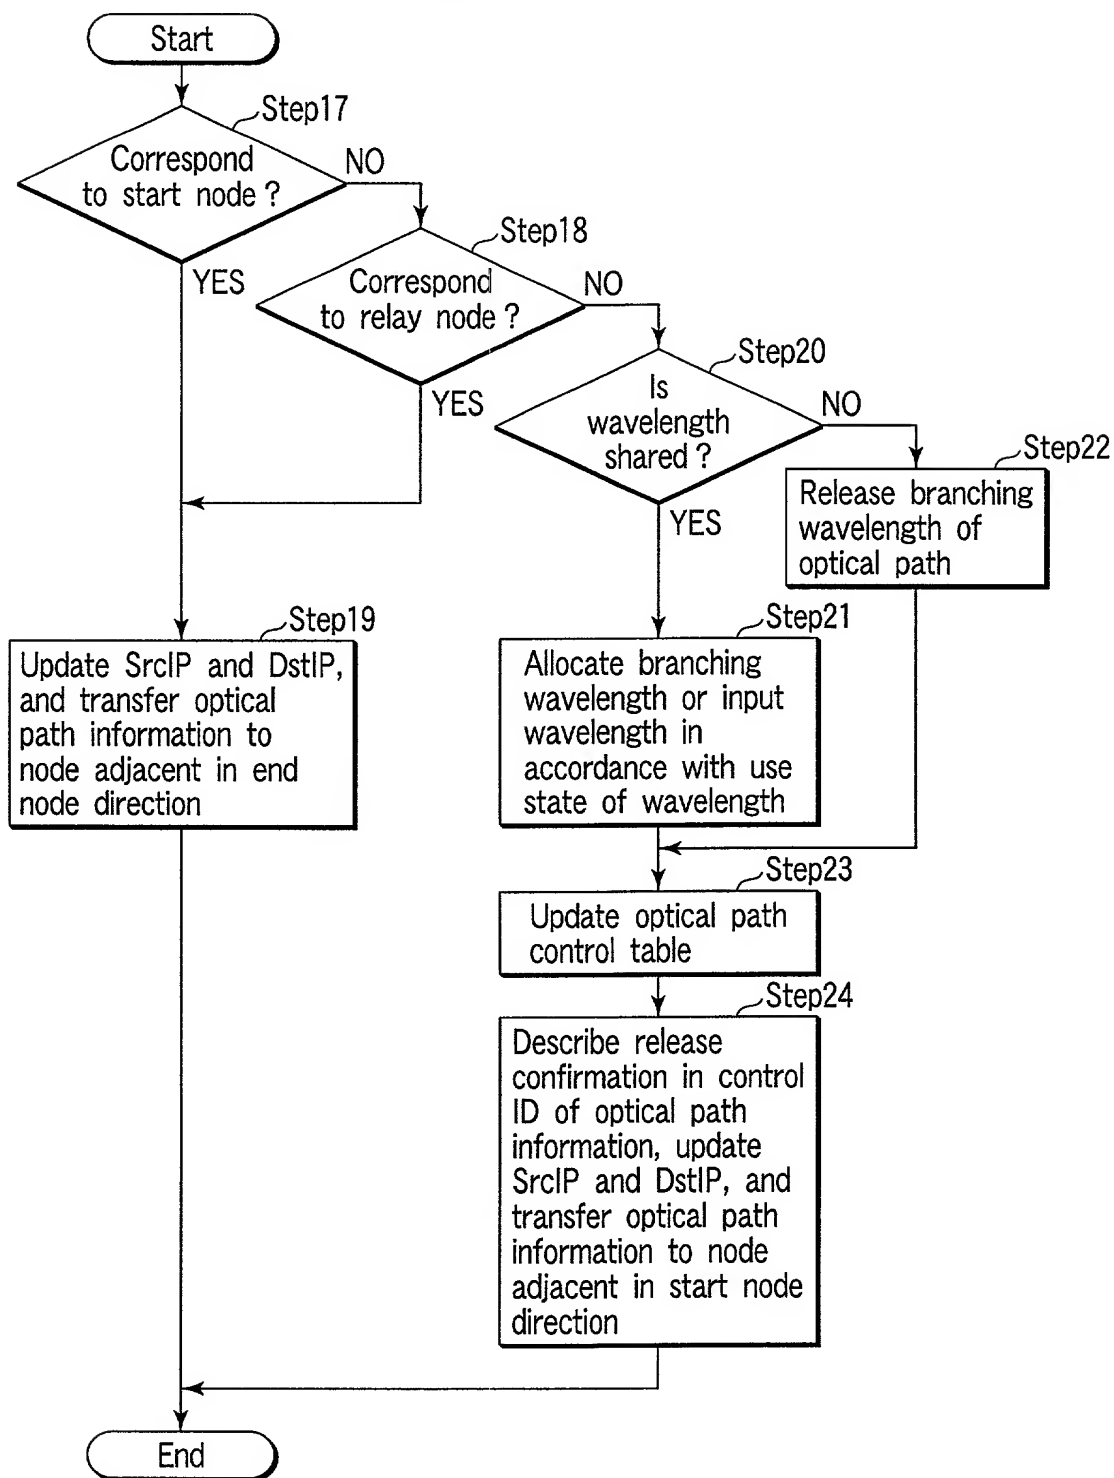 Start
Step17
Correspond
to start node?
NO
YES
Step18
Correspond
to relay node?
NO
YES
Step20
Is
wavelength
shared?
NO
YES
Step22
Release branching
wavelength of
optical path
Step19
Update SrcIP and DstIP,
and transfer optical
path information to
node adjacent in end
node direction
Step21
Allocate branching
wavelength or input
wavelength in
accordance with use
state of wavelength
Step23
Update optical path
control table
Step24
Describe release
confirmation in control
ID of optical path
information, update
SrcIP and DstIP, and
transfer optical path
information to node
adjacent in start node
direction
End